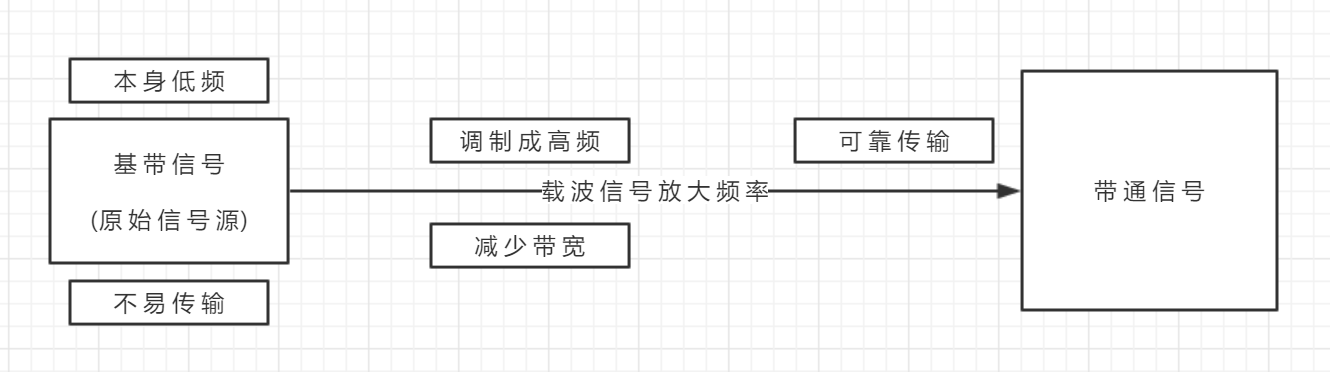 本身低频
基带信号
(原始信号源)
不易传输
调制成高频
载波信号放大频率
减少带宽
可靠传输
带通信号